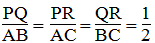 PQ/AB = PR/AC = QR/BC = 1/2